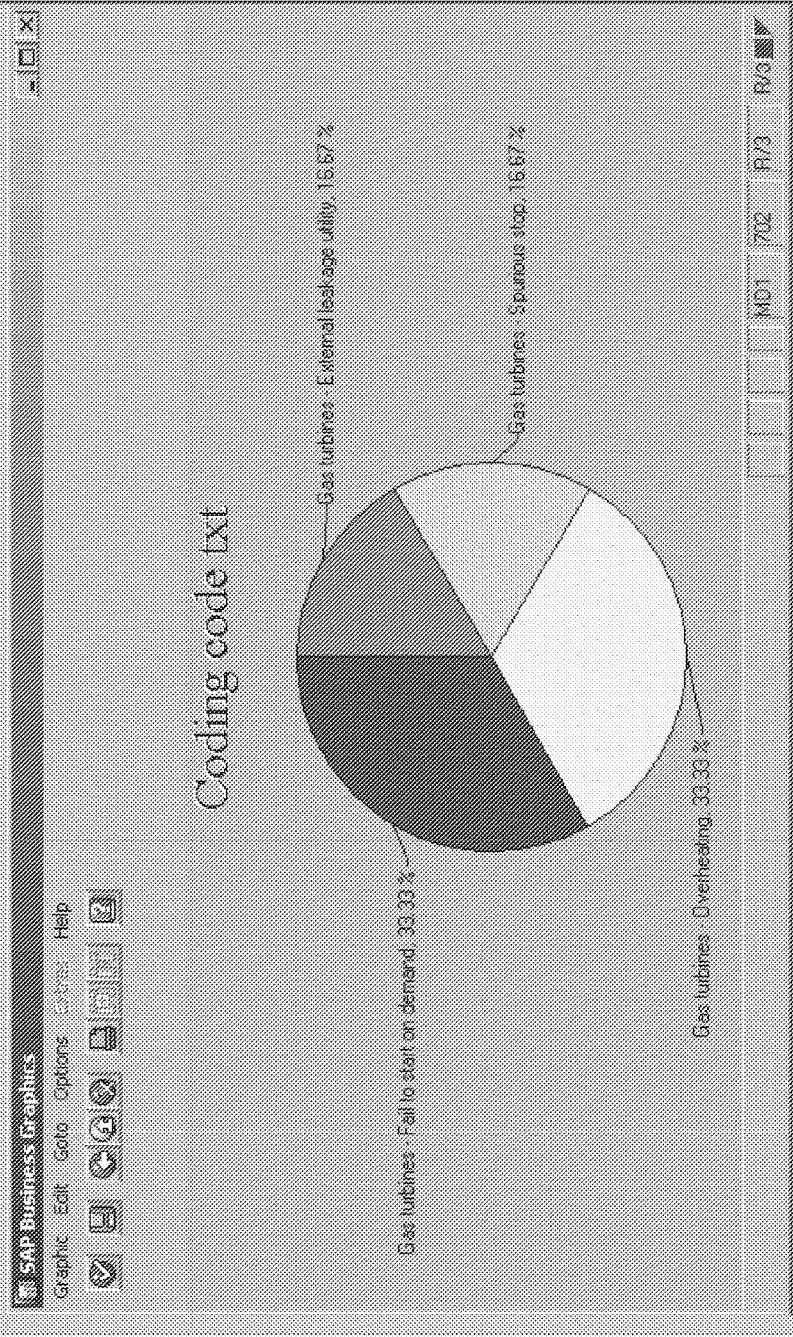 SAP Business Graphics
Graphic Edit Goto Options Extras Help
Coding code txt
Gas turbines - External leakage utility, 16.67 %
Gas turbines - Fail to start on demand, 33.33 %
Gas turbines - Spurious stop, 16.67 %
Gas turbines - Overheating, 33.33 %
MD1 702 R/3 R/3